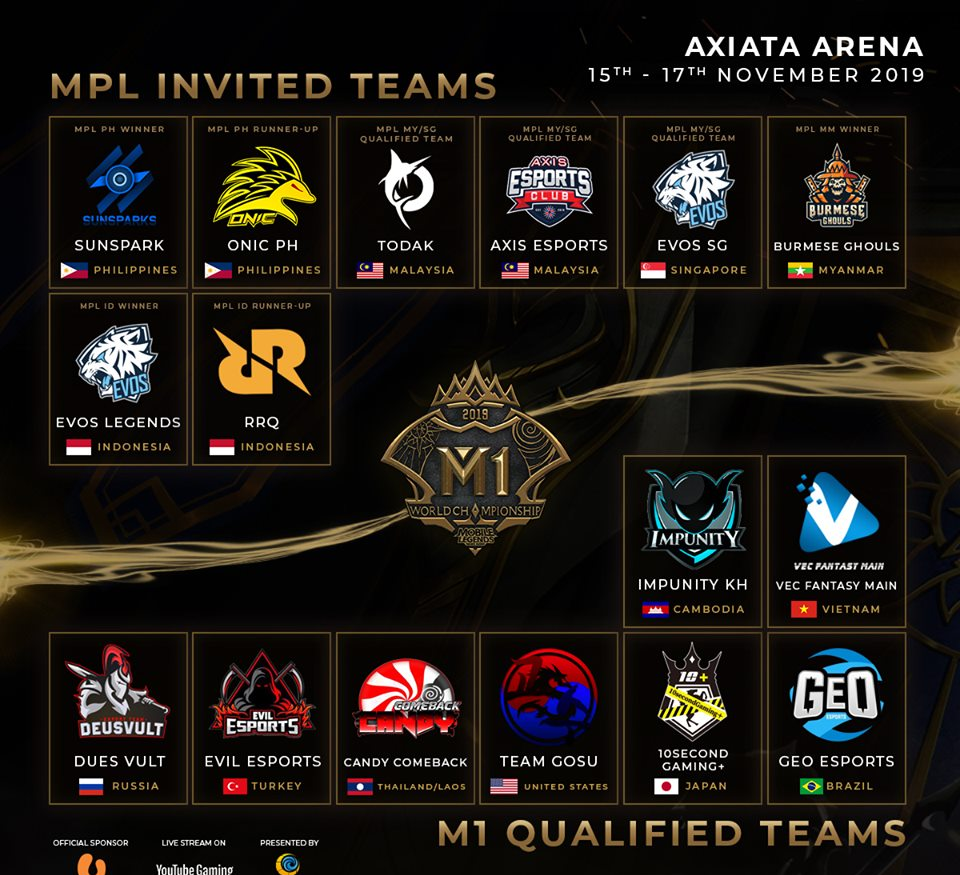 AXIATA ARENA
15TH - 17TH NOVEMBER 2019
MPL INVITED TEAMS
MPL PH WINNER
SUNSPARKS
SUNSPARK
PHILIPPINES
MPL PH RUNNER-UP
ONIC
ONIC PH
PHILIPPINES
MPL MY/SG
QUALIFIED TEAM
TODAK
MALAYSIA
MPL MY/SG
QUALIFIED TEAM
AXIS
ESPORTS
CLUB
AXIS ESPORTS
MALAYSIA
MPL MY/SG
QUALIFIED TEAM
EVOS
EVOS SG
SINGAPORE
MPL MM WINNER
BURMESE
GHOULS
BURMESE GHOULS
MYANMAR
MPL ID WINNER
EVOS
EVOS LEGENDS
INDONESIA
MPL ID RUNNER-UP
RRQ
INDONESIA
2019
M1
WORLD CHAMPIONSHIP
MOBILE
LEGENDS
IMPUNITY
IMPUNITY KH
CAMBODIA
VEC FANTASY MAIN
VEC FANTASY MAIN
VIETNAM
DEUSVULT
DUES VULT
RUSSIA
EVIL
ESPORTS
EVIL ESPORTS
TURKEY
COMEBACK
CANDY
CANDY COMEBACK
THAILAND/LAOS
TEAM GOSU
UNITED STATES
10+
10secondGaming+
10SECOND
GAMING+
JAPAN
GEO
ESPORTS
GEO ESPORTS
BRAZIL
M1 QUALIFIED TEAMS
OFFICIAL SPONSOR
LIVE STREAM ON
YouTube Gaming
PRESENTED BY